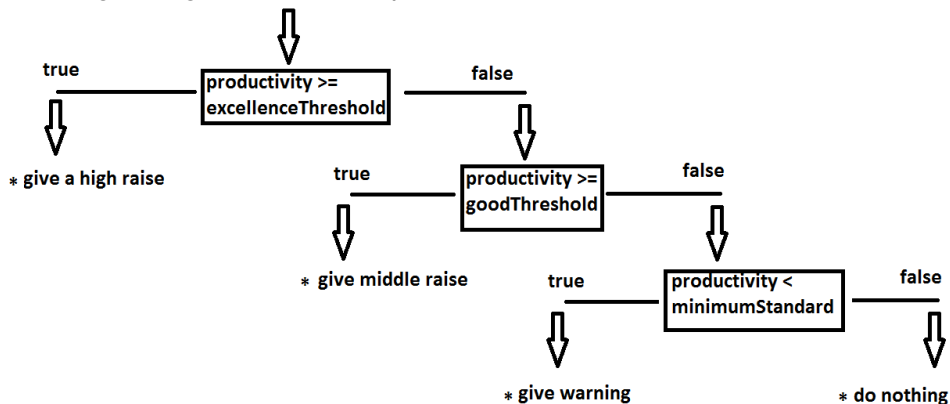 true
false
productivity >=
excellenceThreshold
* give a high raise
true
false
productivity >=
goodThreshold
* give middle raise
true
false
productivity <
minimumStandard
* give warning
* do nothing